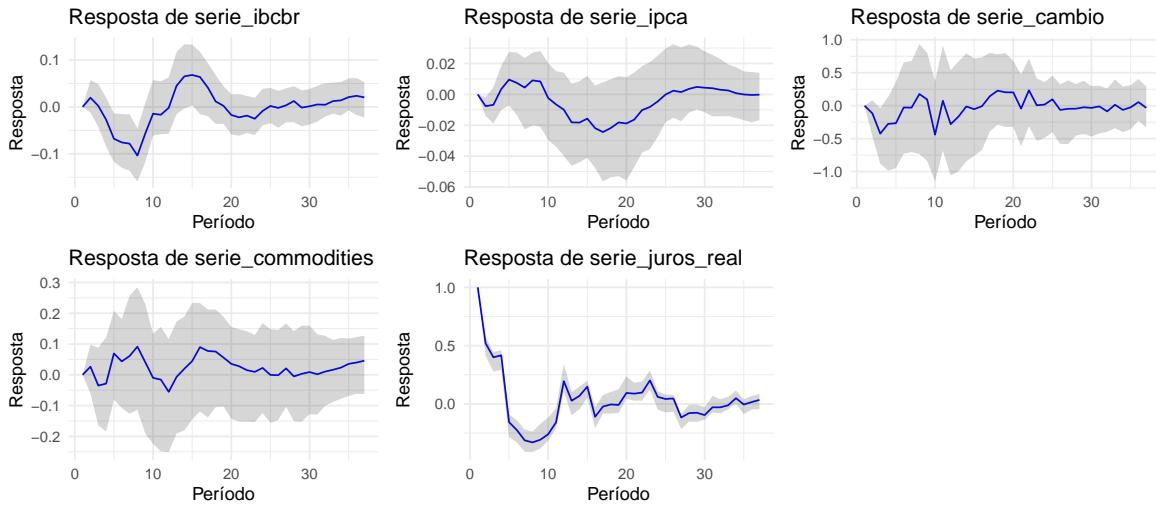 Resposta de serie_ibcbr
Resposta
0.1
0.0
−0.1
0 10 20 30
Período
Resposta de serie_ipca
Resposta
0.02
0.00
−0.02
−0.04
−0.06
0 10 20 30
Período
Resposta de serie_cambio
Resposta
1.0
0.5
0.0
−0.5
−1.0
0 10 20 30
Período
Resposta de serie_commodities
Resposta
0.3
0.2
0.1
0.0
−0.1
−0.2
0 10 20 30
Período
Resposta de serie_juros_real
Resposta
1.0
0.5
0.0
0 10 20 30
Período